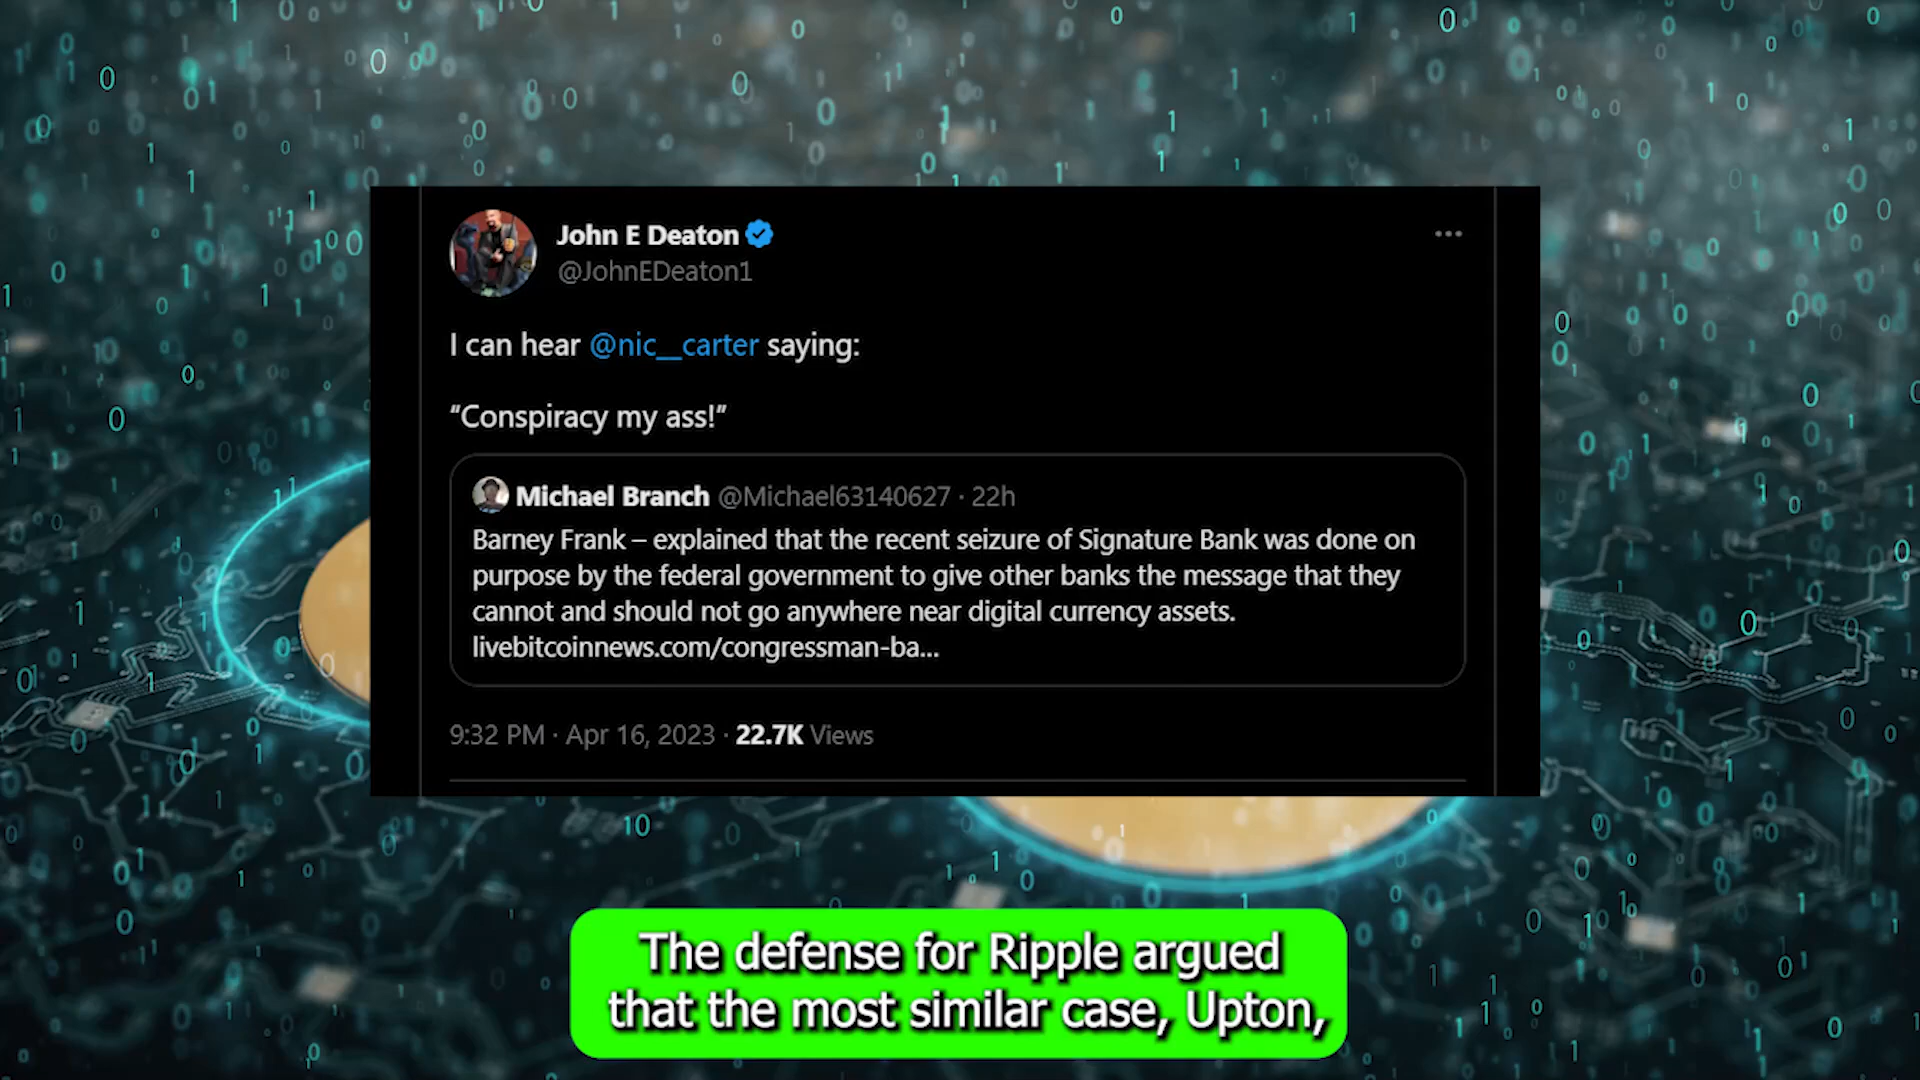 John E Deaton
@JohnEDeaton1
I can hear @nic__carter saying:
“Conspiracy my ass!”
Michael Branch @Michael63140627 · 22h
Barney Frank – explained that the recent seizure of Signature Bank was done on
purpose by the federal government to give other banks the message that they
cannot and should not go anywhere near digital currency assets.
livebitcoinnews.com/congressman-ba...
9:32 PM · Apr 16, 2023 · 22.7K Views
The defense for Ripple argued
that the most similar case, Upton,